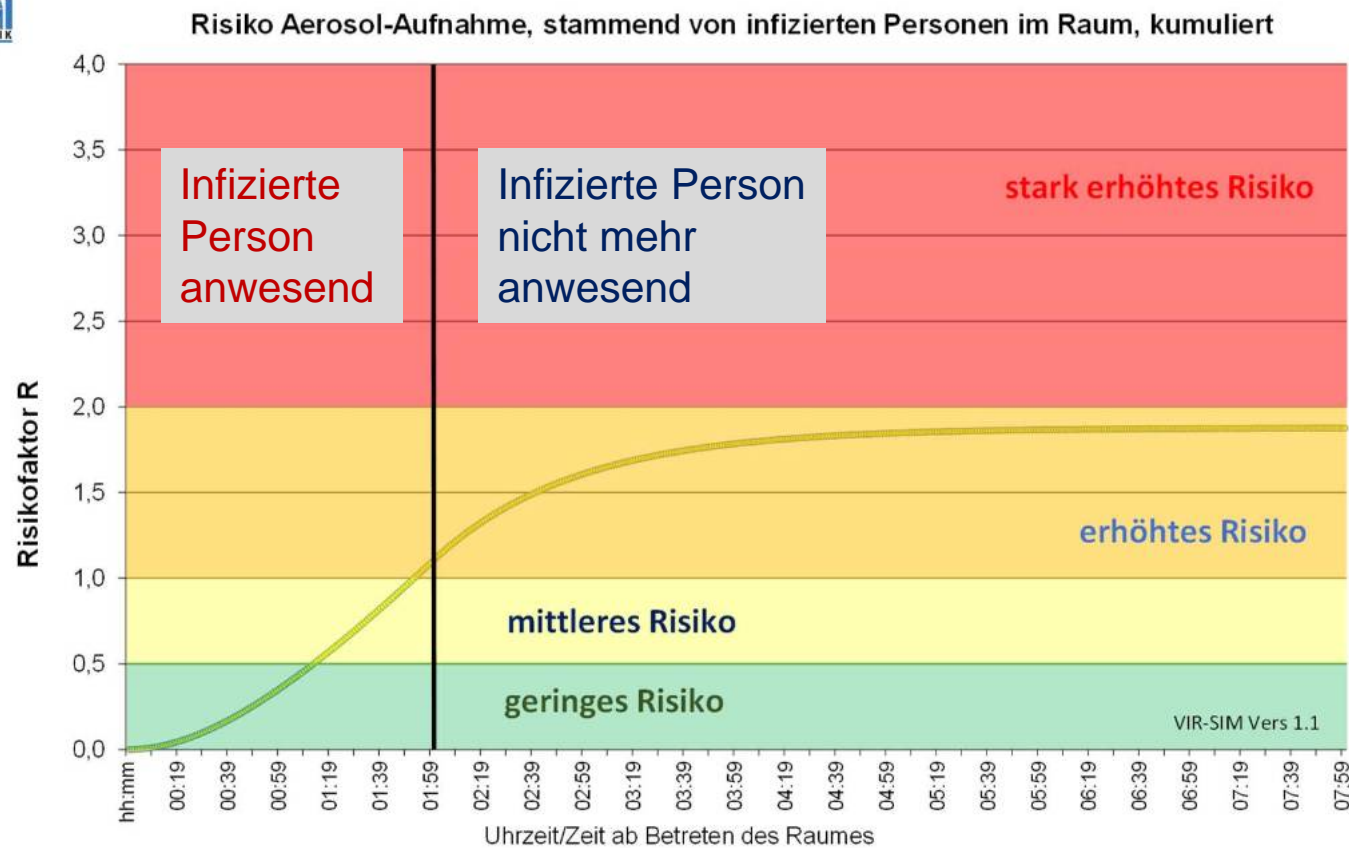 IK
Risiko Aerosol-Aufnahme, stammend von infizierten Personen im Raum, kumuliert
4,0
3,5
3,0
2,5
2,0
1,5
1,0
0,5
0,0
Risikofaktor R
Infizierte
Person
anwesend
Infizierte Person
nicht mehr
anwesend
stark erhöhtes Risiko
erhöhtes Risiko
mittleres Risiko
geringes Risiko
VIR-SIM Vers 1.1
hh:mm
00:19
00:39
00:59
01:19
01:39
01:59
02:19
02:39
02:59
03:19
03:39
03:59
04:19
04:39
04:59
05:19
05:39
05:59
06:19
06:39
06:59
07:19
07:39
07:59
Uhrzeit/Zeit ab Betreten des Raumes